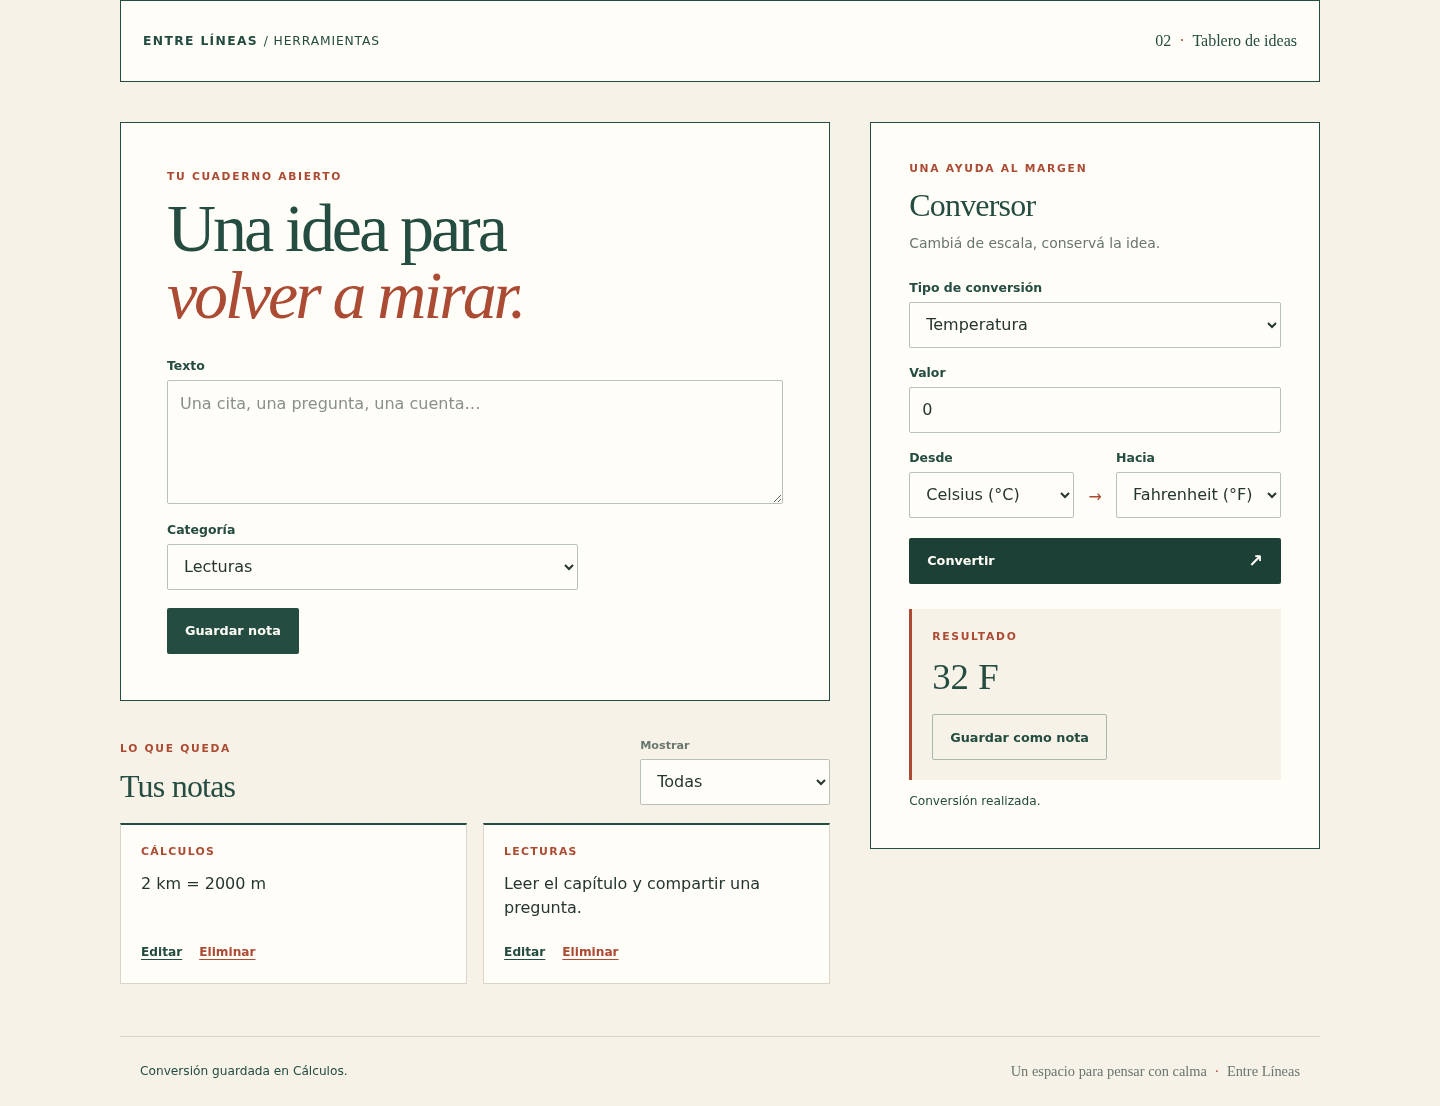 ENTRE LÍNEAS / HERRAMIENTAS
02 · Tablero de ideas
TU CUADERNO ABIERTO
Una idea para
volver a mirar.
Texto
Una cita, una pregunta, una cuenta…
Categoría
Lecturas
Guardar nota
LO QUE QUEDA
Tus notas
Mostrar
Todas
CÁLCULOS
2 km = 2000 m
Editar Eliminar
LECTURAS
Leer el capítulo y compartir una
pregunta.
Editar Eliminar
UNA AYUDA AL MARGEN
Conversor
Cambiá de escala, conservá la idea.
Tipo de conversión
Temperatura
Valor
0
Desde
Hacia
Celsius (°C) → Fahrenheit (°F)
Convertir ↗
RESULTADO
32 F
Guardar como nota
Conversión realizada.
Conversión guardada en Cálculos.
Un espacio para pensar con calma · Entre Líneas